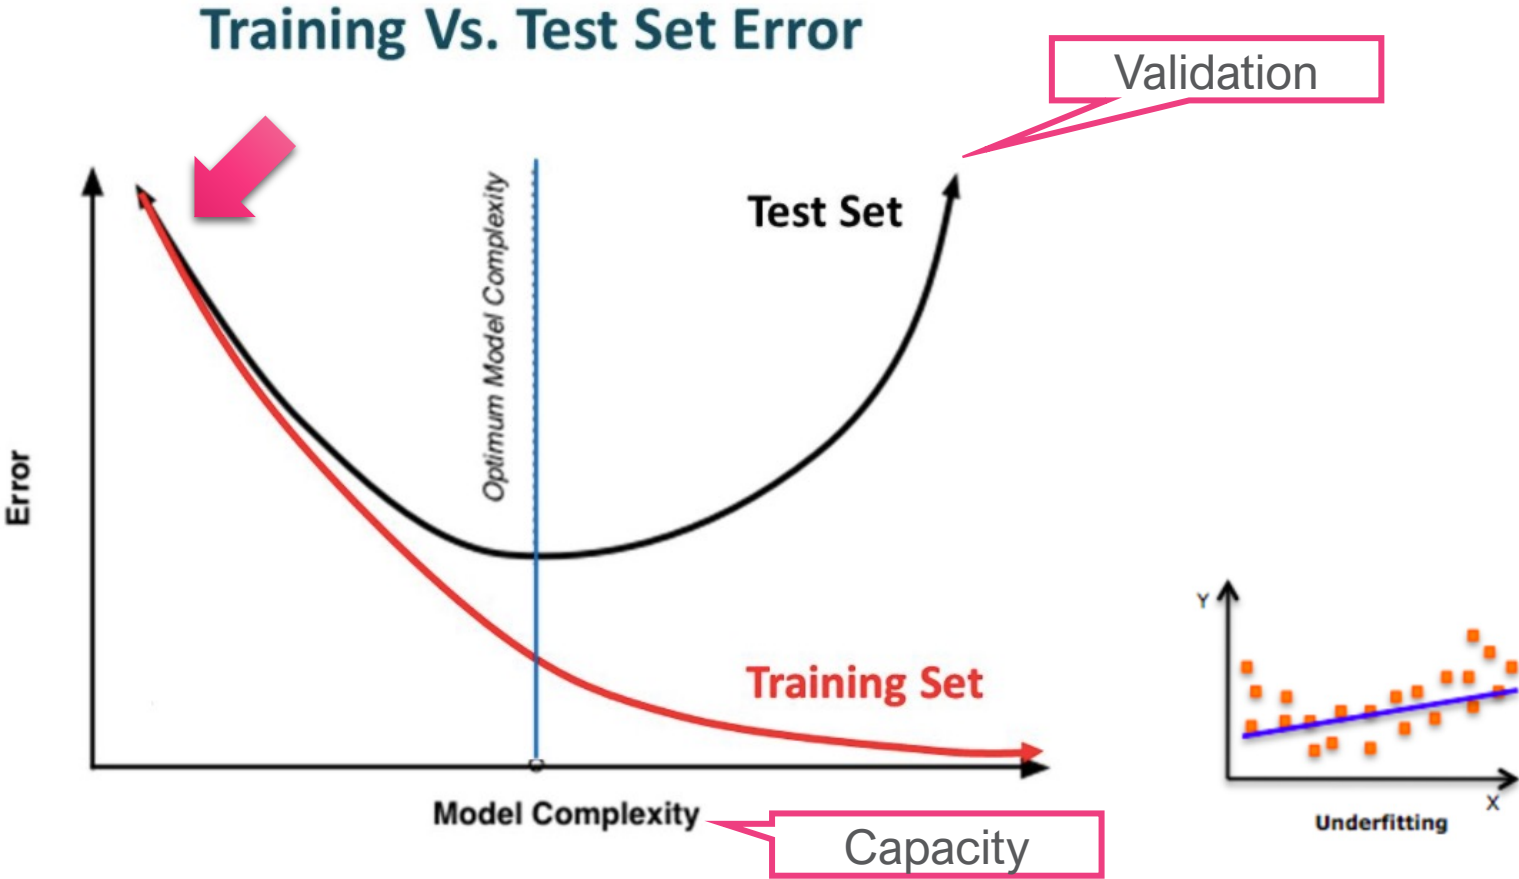 Training Vs. Test Set Error
Validation
Optimum Model Complexity
Test Set
Error
Training Set
Model Complexity
Capacity
Y
X
Underfitting